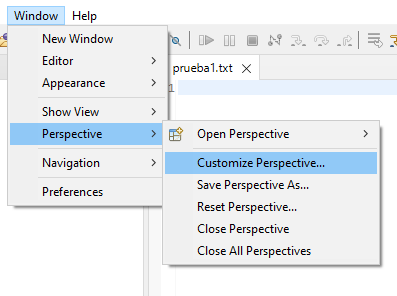 Window Help
New Window
Editor
Appearance
Show View
Perspective
Navigation
Preferences
prueba1.txt
1
Open Perspective
Customize Perspective...
Save Perspective As...
Reset Perspective...
Close Perspective
Close All Perspectives